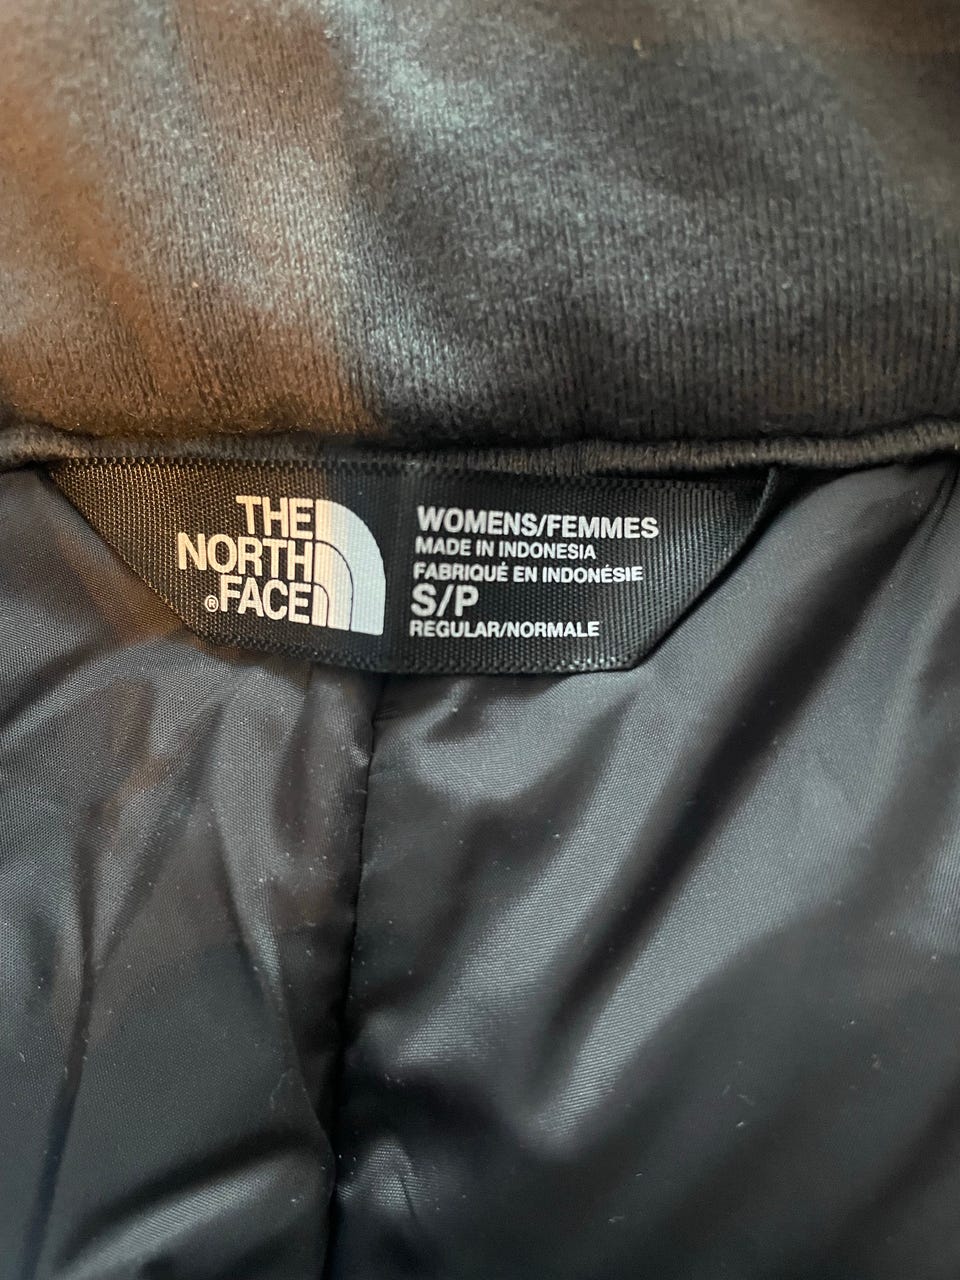 THE
NORTH
®FACE
WOMENS/FEMMES
MADE IN INDONESIA
FABRIQUÉ EN INDONÉSIE
S/P
REGULAR/NORMALE